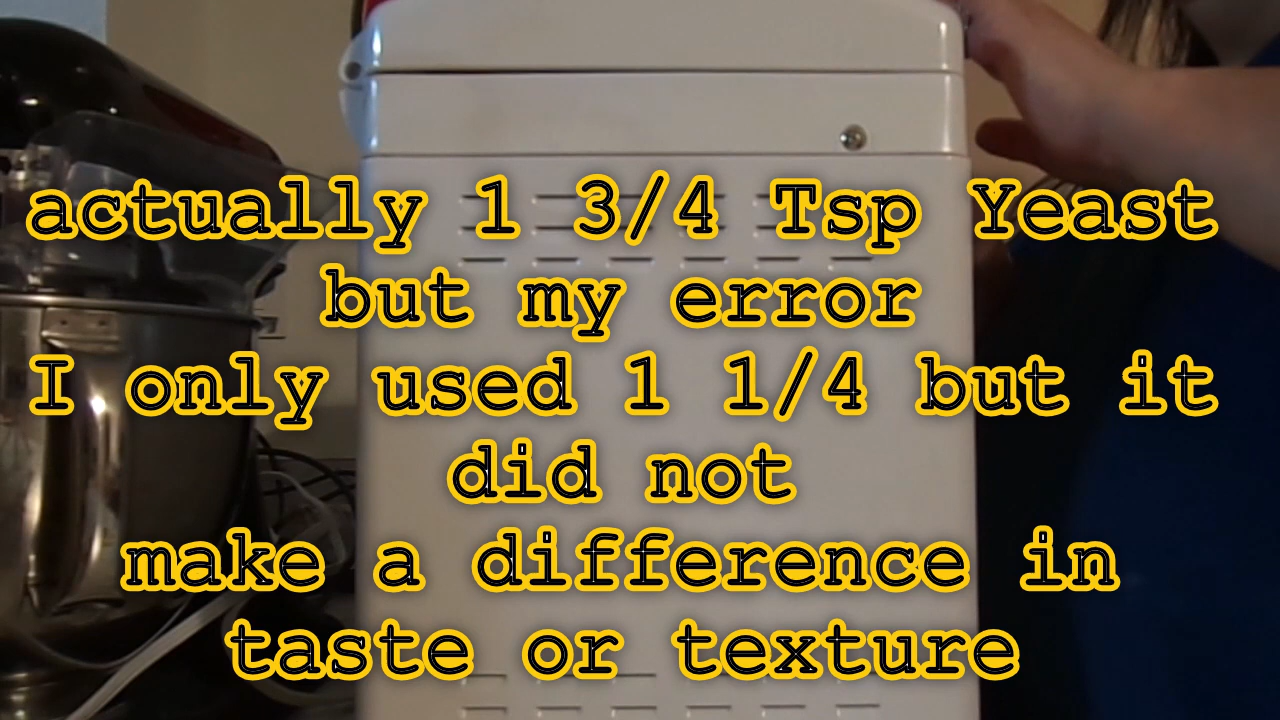 actually 1 3/4 Tsp Yeast
but my error
I only used 1 1/4 but it
did not
make a difference in
taste or texture